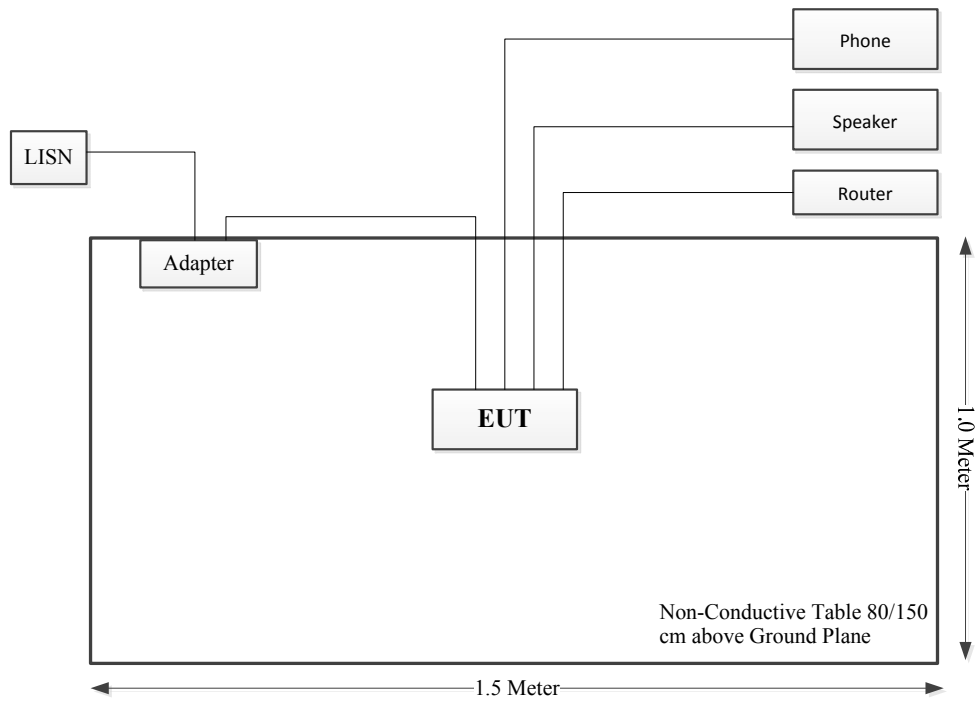 Phone
Speaker
LISN
Router
Adapter
EUT
1.0 Meter
Non-Conductive Table 80/150
cm above Ground Plane
1.5 Meter